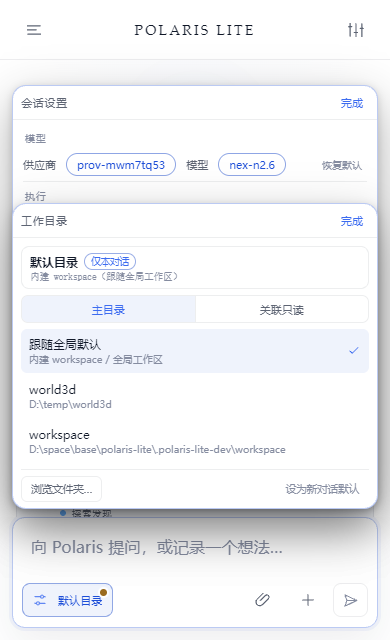 POLARIS LITE
会话设置
完成
模型
供应商 prov-mwm7tq53 模型 nex-n2.6 恢复默认
执行
工作目录
完成
默认目录 仅本对话
内建 workspace（跟随全局工作区）
主目录 关联只读
跟随全局默认
内建 workspace / 全局工作区
world3d
D:\temp\world3d
workspace
D:\space\base\polaris-lite\.polaris-lite-dev\workspace
浏览文件夹... 设为新对话默认
向 Polaris 提问，或记录一个想法...
默认目录